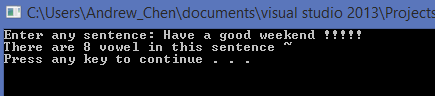 C:\Users\Andrew_Chen\documents\visual studio 2013\Projects
Enter any sentence: Have a good weekend !!!!!
There are 8 vowel in this sentence ~
Press any key to continue . . .